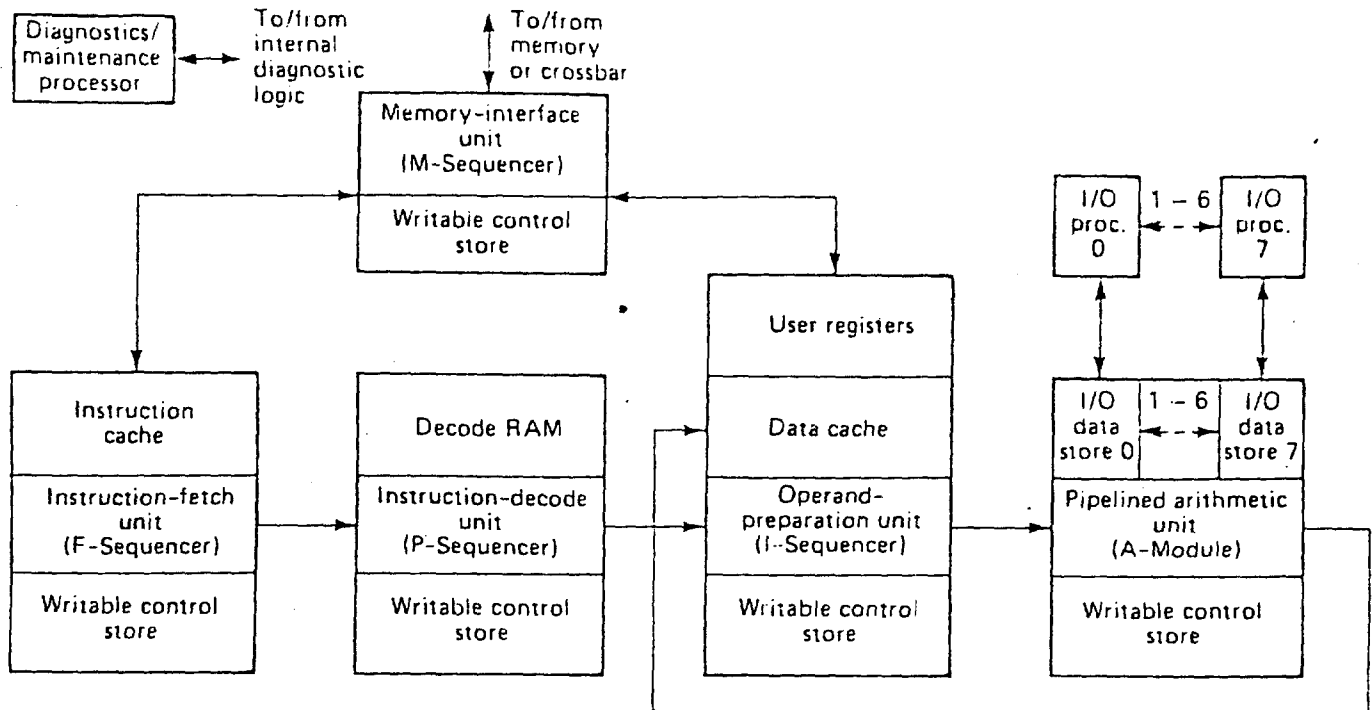 Diagnostics/
maintenance
processor
To/from
internal
diagnostic
logic
To/from
memory
or crossbar
Memory-interface
unit
(M-Sequencer)
Writable control
store
I/O
proc.
0
1 - 6
I/O
proc.
7
User registers
Instruction
cache
Decode RAM
Data cache
I/O
data
store 0
1 - 6
I/O
data
store 7
Instruction-fetch
unit
(F-Sequencer)
Instruction-decode
unit
(P-Sequencer)
Operand-
preparation unit
(I-Sequencer)
Pipelined arithmetic
unit
(A-Module)
Writable control
store
Writable control
store
Writable control
store
Writable control
store